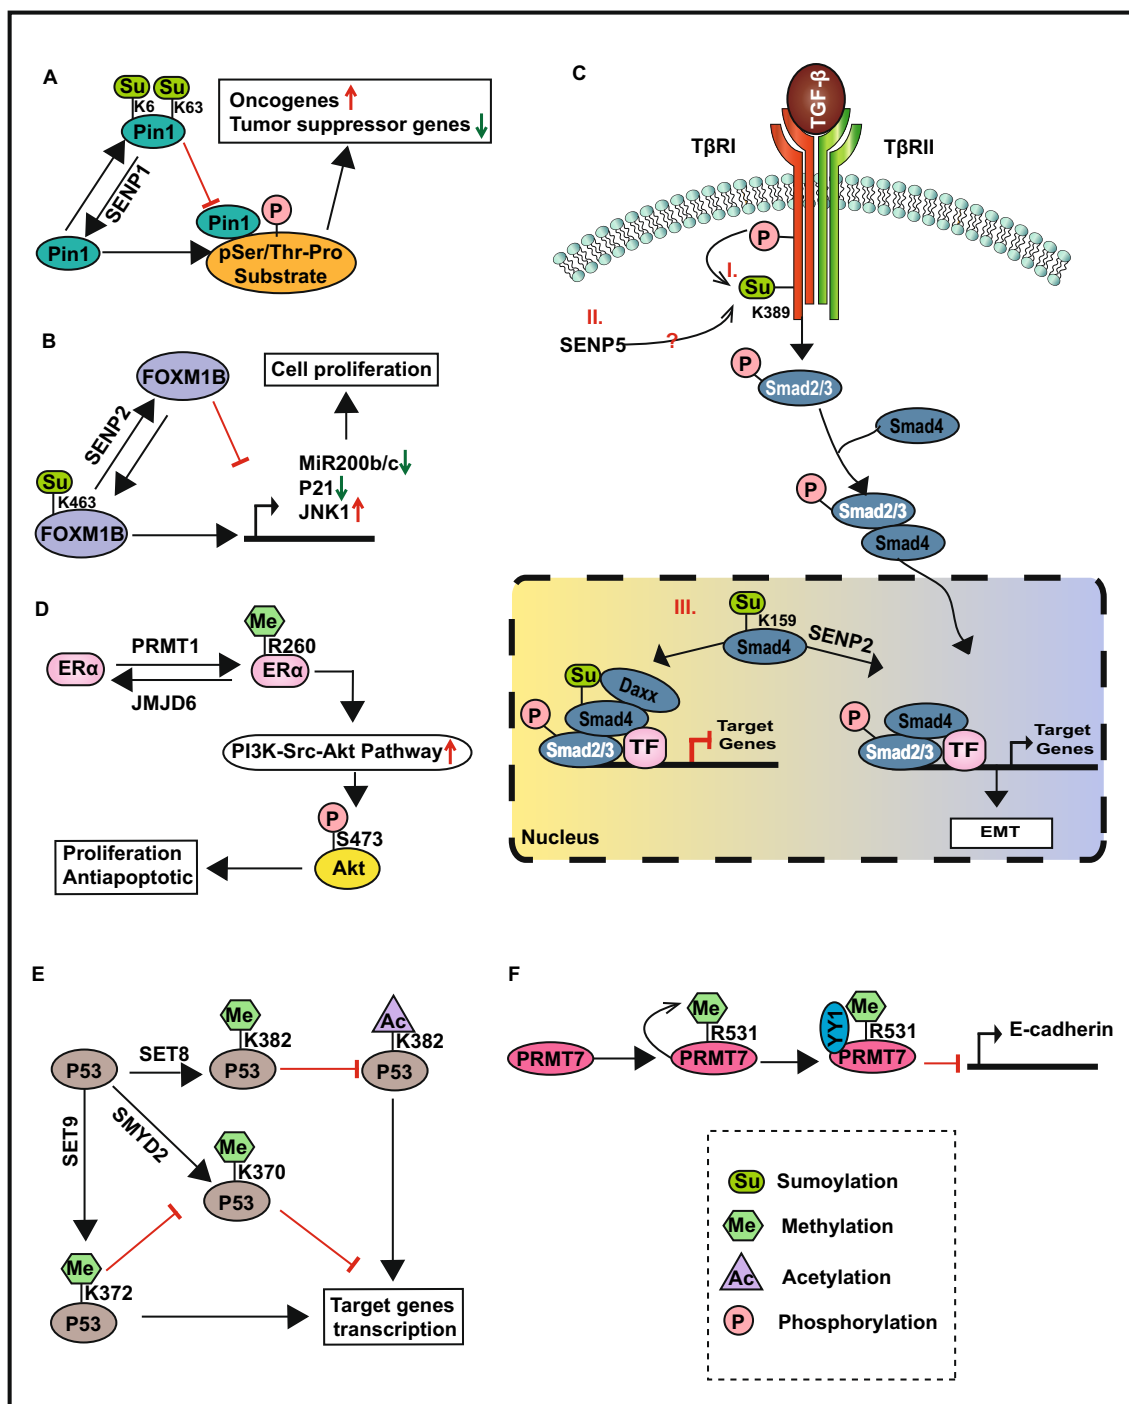 A
Su
Su
K6
K63
Pin1
SENP1
Pin1
Oncogenes
Tumor suppressor genes
Pin1
P
pSer/Thr-Pro
Substrate
B
FOXM1B
SENP2
Su
K463
FOXM1B
Cell proliferation
MiR200b/c
P21
JNK1
C
TGF-β
TβRI
TβRII
P
I.
Su
K389
II.
SENP5
?
P
Smad2/3
Smad4
P
Smad2/3
Smad4
III.
Su
K159
Smad4
SENP2
Su
Daxx
P
Smad4
Smad2/3
TF
Target
Genes
P
Smad4
Smad2/3
TF
Target
Genes
EMT
Nucleus
D
ERα
PRMT1
JMJD6
Me
R260
ERα
PI3K-Src-Akt Pathway
P
S473
Akt
Proliferation
Antiapoptotic
E
P53
SET8
Me
K382
P53
Ac
K382
P53
SET9
SMYD2
Me
K370
P53
Me
K372
P53
Target genes
transcription
F
PRMT7
Me
R531
PRMT7
YY1
Me
R531
PRMT7
E-cadherin
Su
Sumoylation
Me
Methylation
Ac
Acetylation
P
Phosphorylation